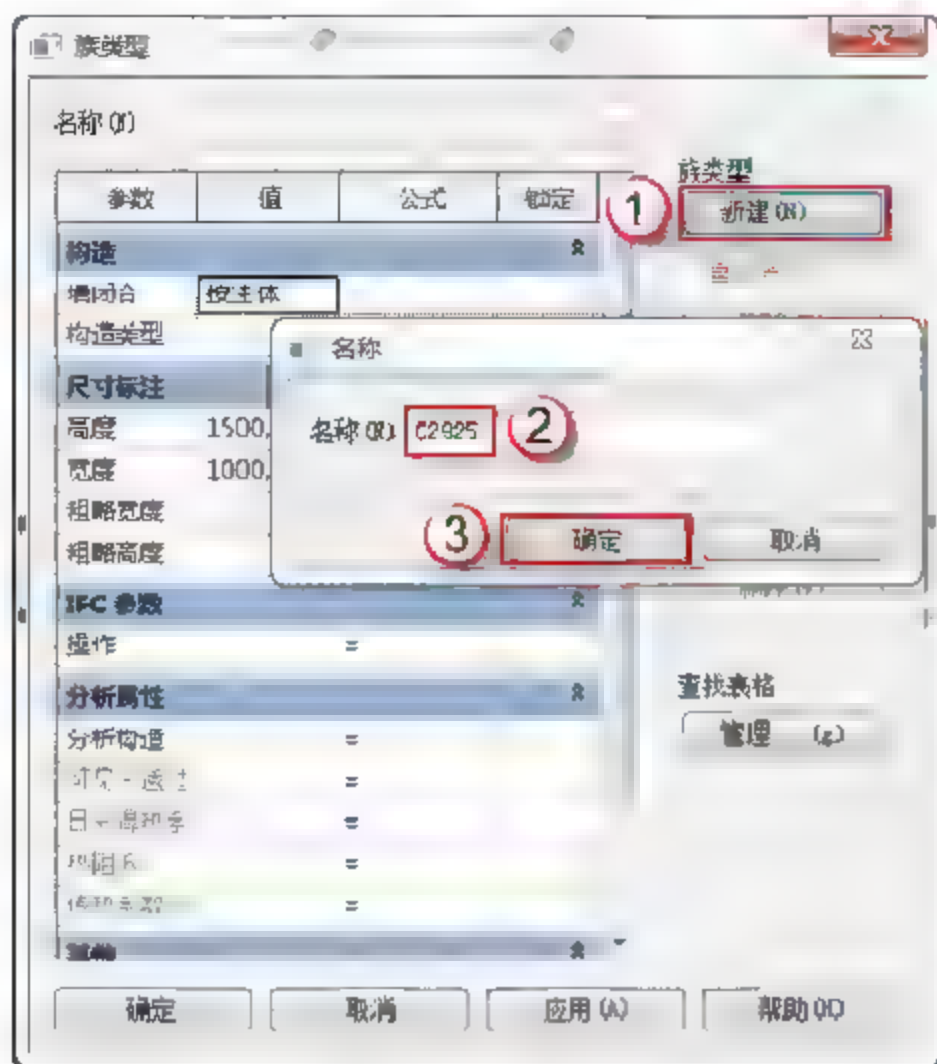 族类型
名称(N)
参数 值 公式 锁定
族类型
1 新建(N)
构造
墙闭合 按主体
构造类型
名称
尺寸标注
高度 1500.
名称(N) C2925 2
宽度 1000.
粗略宽度
3 确定 取消
粗略高度
IFC 参数
操作 =
分析属性
查找表格
分析构造 =
管理 (G)
=
=
=
=
确定 取消 应用(A) 帮助(H)